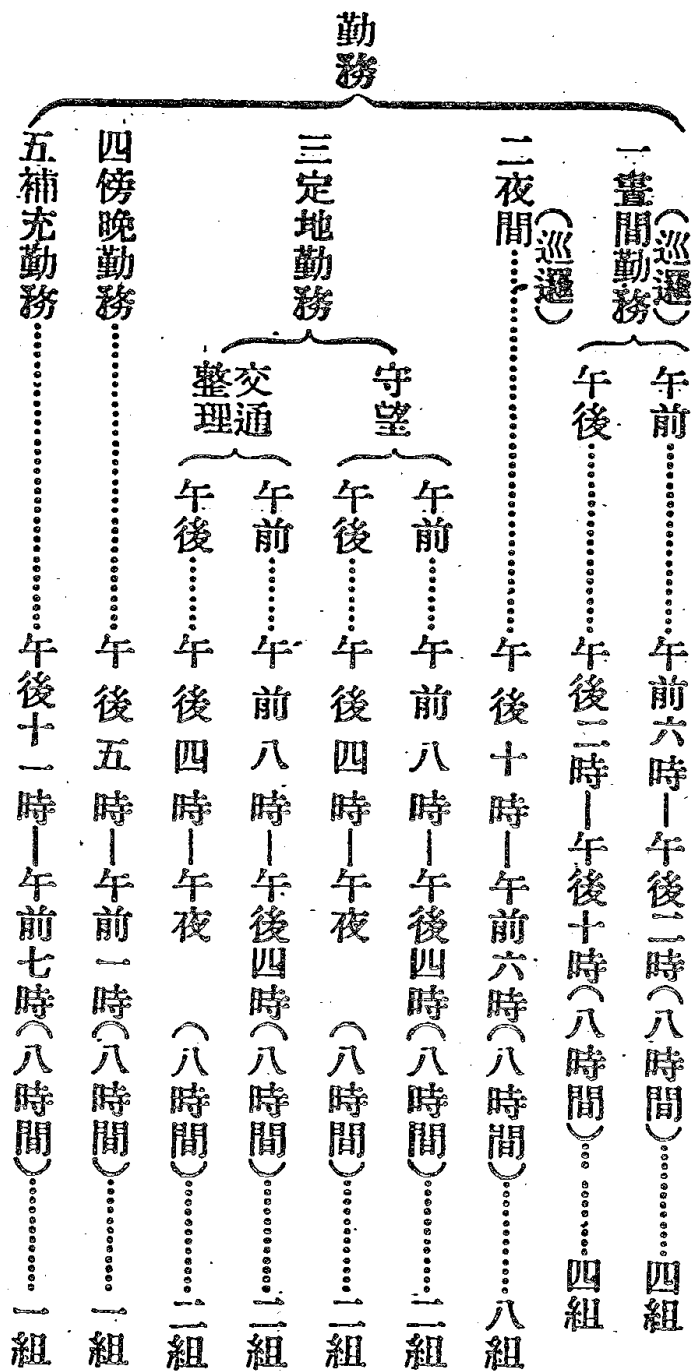 勤務
一晝間勤務
(巡邏)
午前……午前六時―午後二時(八時間)……四組
午後……午後二時―午後十時(八時間)……四組
二夜間
(巡邏)
……午後十時―午前六時(八時間)……八組
三定地勤務
守望
午前……午前八時―午後四時(八時間)……二組
午後……午後四時―午夜(八時間)……二組
交通整理
午前……午前八時―午後四時(八時間)……二組
午後……午後四時―午夜(八時間)……二組
四傍晚勤務……午後五時―午前一時(八時間)……一組
五補充勤務……午後十一時―午前七時(八時間)……一組